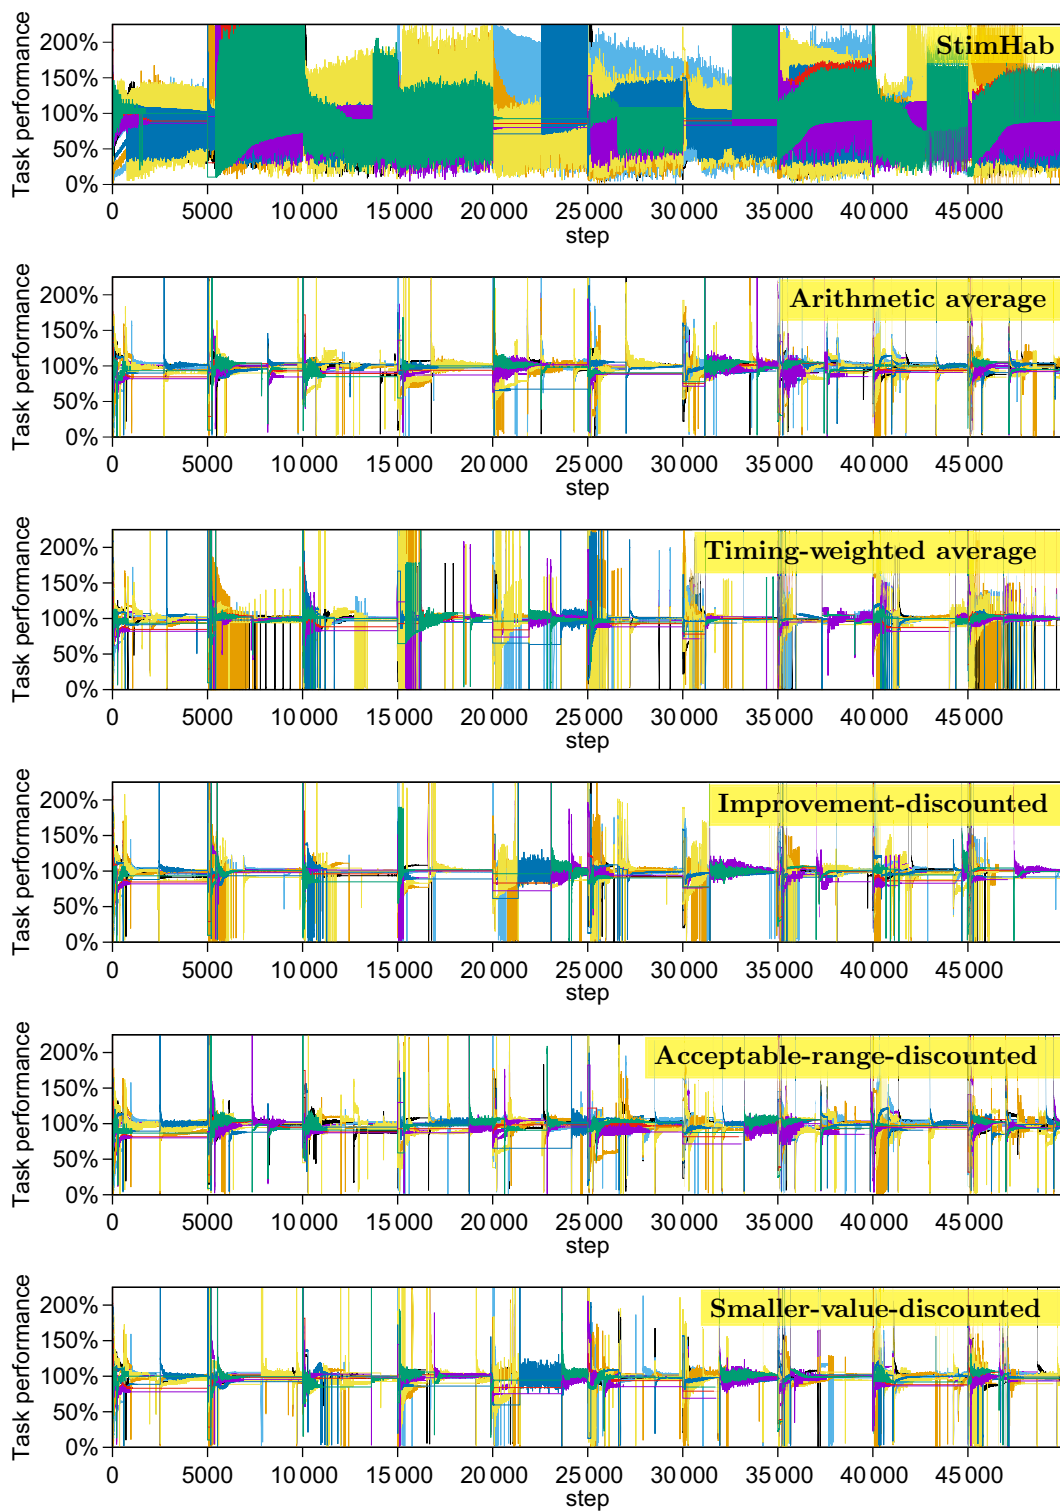 Task performance
200%
150%
100%
50%
0%
StimHab
0 5000 10 000 15 000 20 000 25 000 30 000 35 000 40 000 45 000
step
Task performance
200%
150%
100%
50%
0%
Arithmetic average
0 5000 10 000 15 000 20 000 25 000 30 000 35 000 40 000 45 000
step
Task performance
200%
150%
100%
50%
0%
Timing-weighted average
0 5000 10 000 15 000 20 000 25 000 30 000 35 000 40 000 45 000
step
Task performance
200%
150%
100%
50%
0%
Improvement-discounted
0 5000 10 000 15 000 20 000 25 000 30 000 35 000 40 000 45 000
step
Task performance
200%
150%
100%
50%
0%
Acceptable-range-discounted
0 5000 10 000 15 000 20 000 25 000 30 000 35 000 40 000 45 000
step
Task performance
200%
150%
100%
50%
0%
Smaller-value-discounted
0 5000 10 000 15 000 20 000 25 000 30 000 35 000 40 000 45 000
step